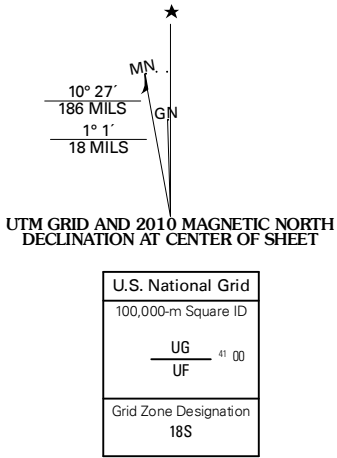 MN
10° 27´
186 MILS
GN
1° 1´
18 MILS
UTM GRID AND 2010 MAGNETIC NORTH
DECLINATION AT CENTER OF SHEET
U.S. National Grid
100,000-m Square ID
UG
41 00
UF
Grid Zone Designation
18S